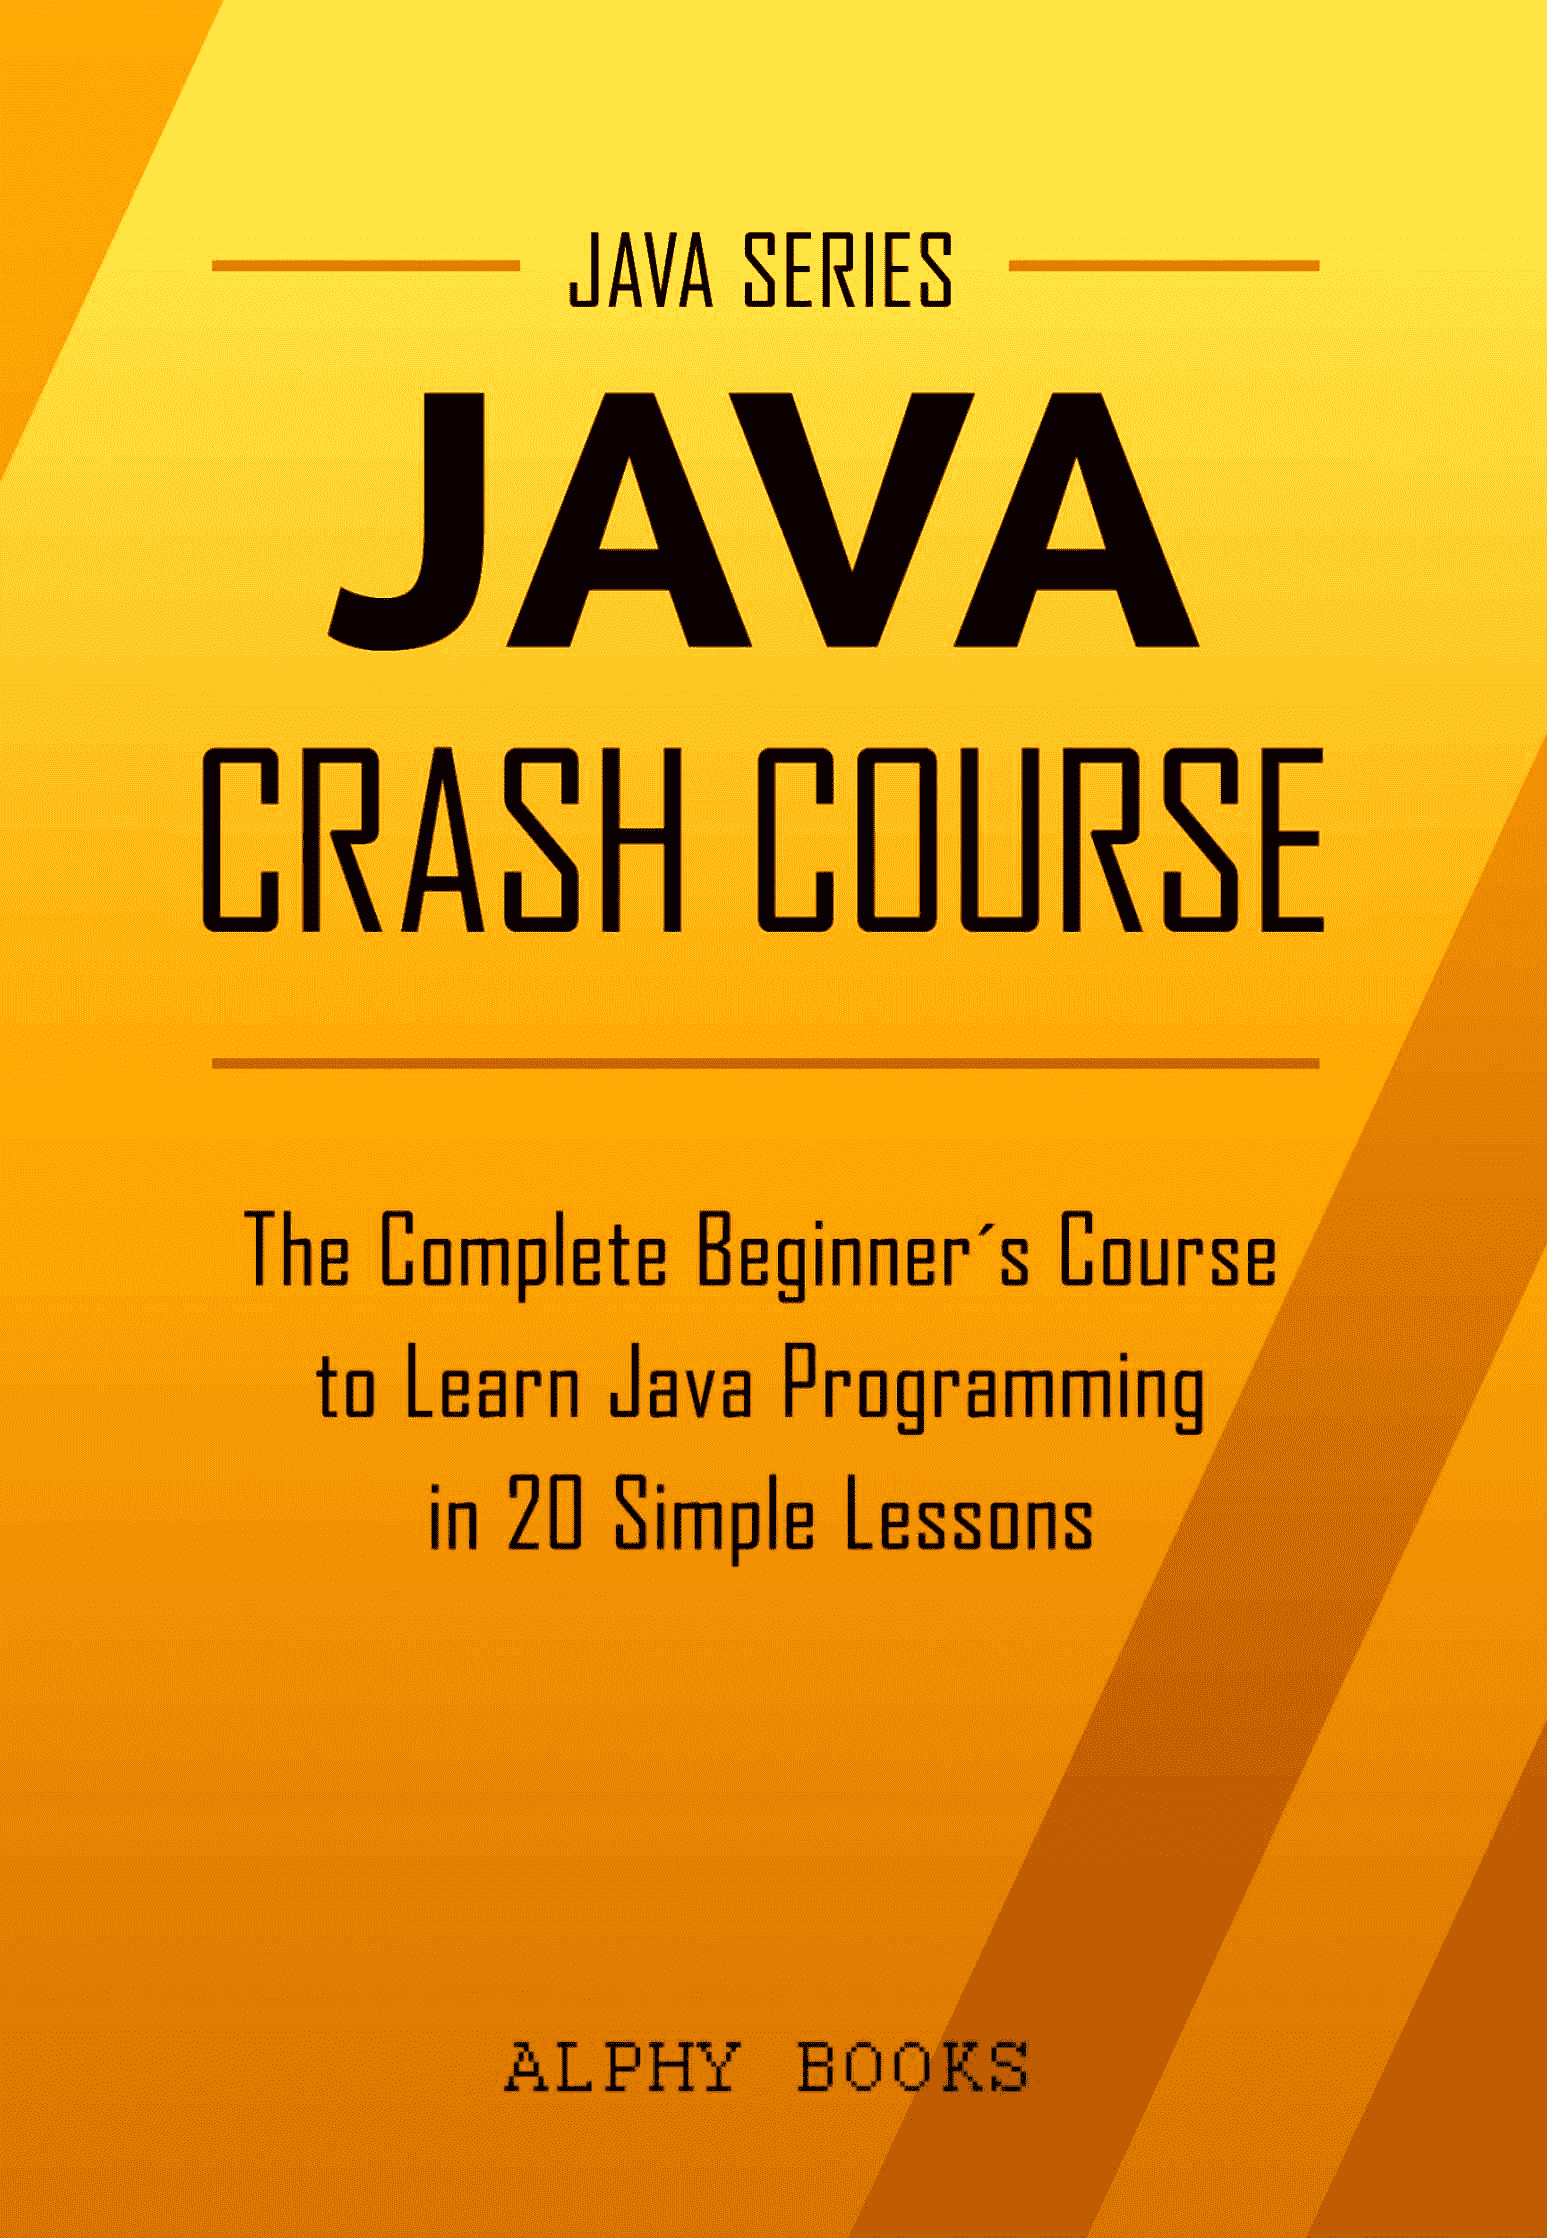 JAVA SERIES
JAVA
CRASH COURSE
The Complete Beginner´s Course
to Learn Java Programming
in 20 Simple Lessons
ALPHY BOOKS